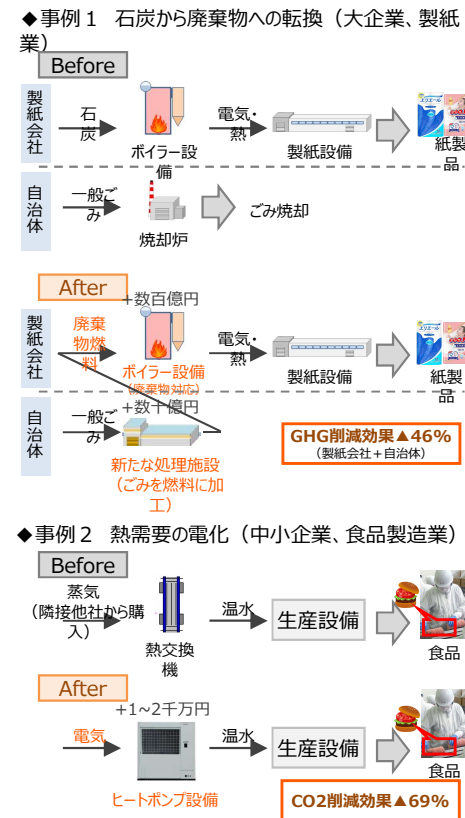 ◆事例１　石炭から廃棄物への転換（大企業、製紙
業）
Before
製紙会社
石
炭
ボイラー設
備
電気・
熱
製紙設備
紙製
品
自治体
一般ご
み
焼却炉
ごみ焼却
After
+数百億円
製紙会社
廃棄
物燃
料
ボイラー設備
（廃棄物対応）
電気・
熱
製紙設備
紙製
品
自治体
一般ご
み
+数十億円
新たな処理施設
（ごみを燃料に加
工）
GHG削減効果▲46%
（製紙会社＋自治体）
◆事例２　熱需要の電化（中小企業、食品製造業）
Before
蒸気
（隣接他社から購
入）
熱交換
機
温水
生産設備
食品
After
+1~2千万円
電気
ヒートポンプ設備
温水
生産設備
食品
CO2削減効果▲69%